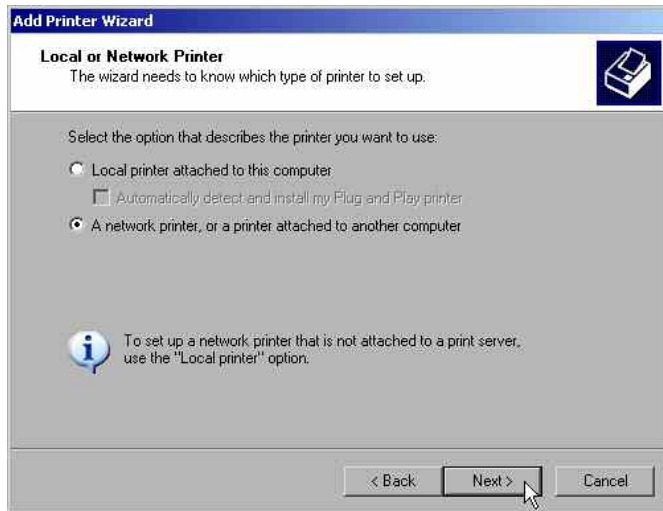 Add Printer Wizard
Local or Network Printer
The wizard needs to know which type of printer to set up.
Select the option that describes the printer you want to use:
Local printer attached to this computer
Automatically detect and install my Plug and Play printer
A network printer, or a printer attached to another computer
To set up a network printer that is not attached to a print server,
use the "Local printer" option.
< Back Next > Cancel